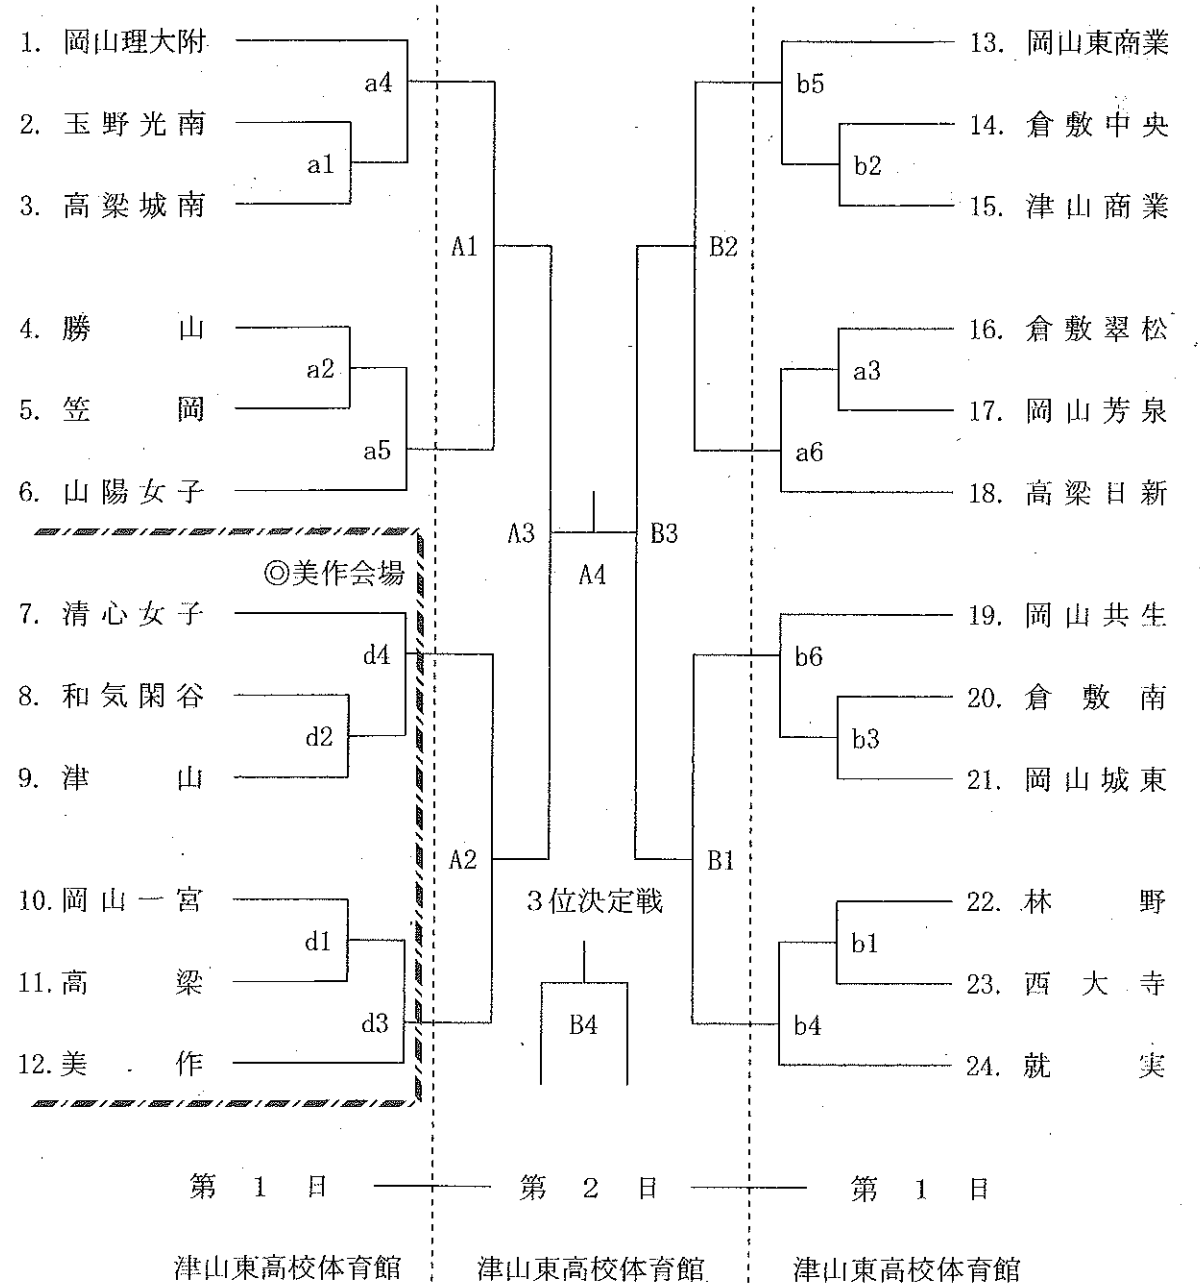 1. 岡山理大附
a4
2. 玉野光南
a1
3. 高梁城南
A1
4. 勝山
a2
5. 笠岡
a5
6. 山陽女子
◎美作会場
7. 清心女子
d4
8. 和気閑谷
d2
9. 津山
A2
10. 岡山一宮
d1
11. 高梁
d3
12. 美作
A3
A4
B3
3位決定戦
B4
13. 岡山東商業
b5
14. 倉敷中央
b2
15. 津山商業
B2
16. 倉敷翠松
a3
17. 岡山芳泉
a6
18. 高梁日新
19. 岡山共生
b6
20. 倉敷南
b3
21. 岡山城東
B1
22. 林野
b1
23. 西大寺
b4
24. 就実
第1日 第2日 第1日
津山東高校体育館 津山東高校体育館 津山東高校体育館